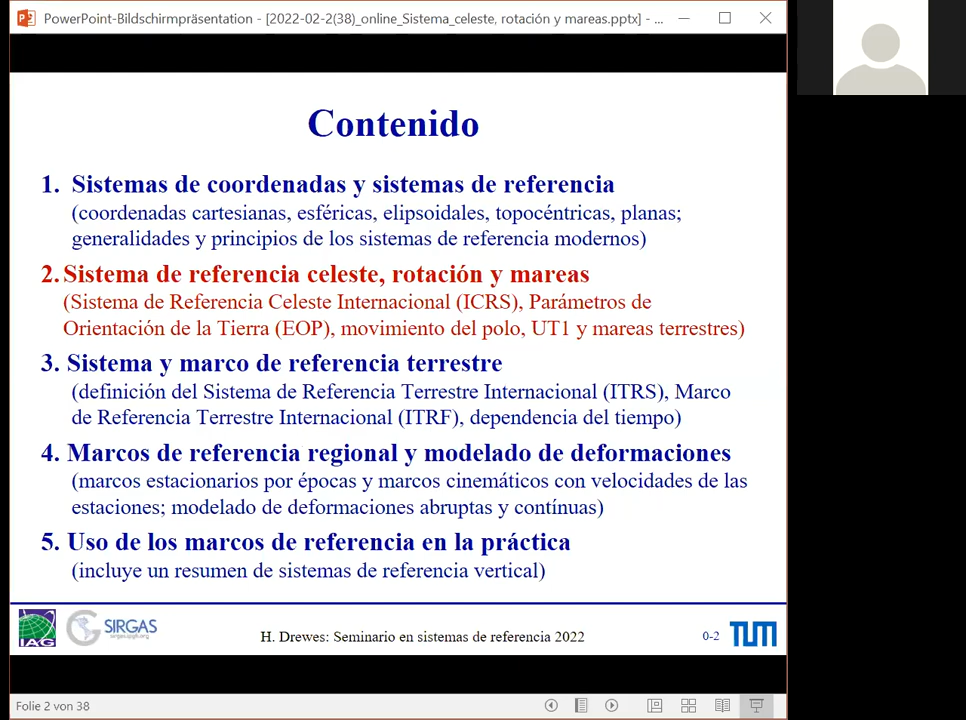 PowerPoint-Bildschirmpräsentation - [2022-02-2(38)_online_Sistema_celeste, rotación y mareas.pptx] - ...
Contenido
1. Sistemas de coordenadas y sistemas de referencia
(coordenadas cartesianas, esféricas, elipsoidales, topocéntricas, planas;
generalidades y principios de los sistemas de referencia modernos)
2. Sistema de referencia celeste, rotación y mareas
(Sistema de Referencia Celeste Internacional (ICRS), Parámetros de
Orientación de la Tierra (EOP), movimiento del polo, UT1 y mareas terrestres)
3. Sistema y marco de referencia terrestre
(definición del Sistema de Referencia Terrestre Internacional (ITRS), Marco
de Referencia Terrestre Internacional (ITRF), dependencia del tiempo)
4. Marcos de referencia regional y modelado de deformaciones
(marcos estacionarios por épocas y marcos cinemáticos con velocidades de las
estaciones; modelado de deformaciones abruptas y contínuas)
5. Uso de los marcos de referencia en la práctica
(incluye un resumen de sistemas de referencia vertical)
IAG
SIRGAS
H. Drewes: Seminario en sistemas de referencia 2022
0-2
TUM
Folie 2 von 38